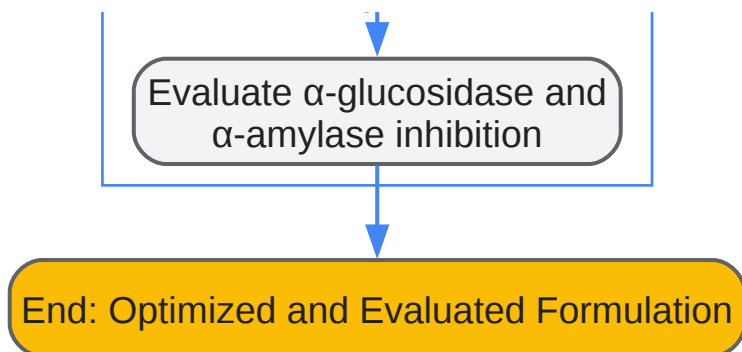 Evaluate α-glucosidase and
α-amylase inhibition
End: Optimized and Evaluated Formulation